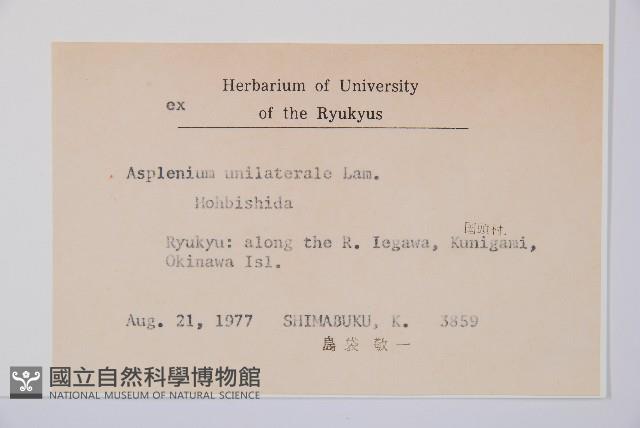 Herbarium of University
ex
of the Ryukyus
Asplenium unilaterale Lam.
Hohbishida
国頭村
Ryukyu: along the R. Iegawa, Kunigami,
Okinawa Isl.
Aug. 21, 1977 SHIMABUKU, K. 3859
島袋 敬一
國立自然科學博物館
NATIONAL MUSEUM OF NATURAL SCIENCE